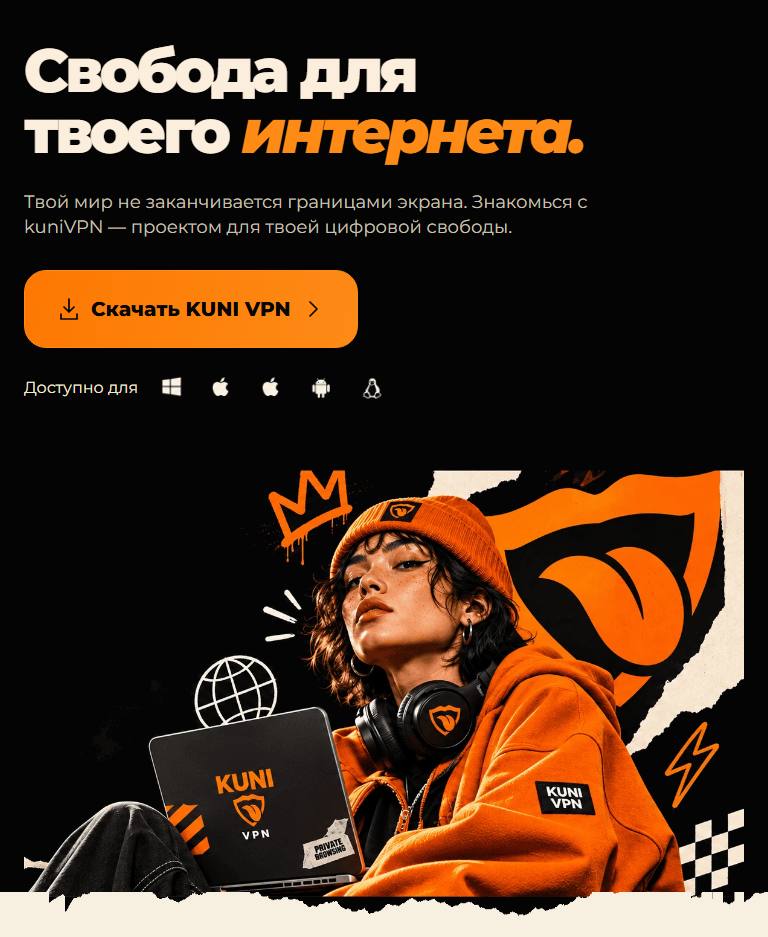 Свобода для
твоего интернета.
Твой мир не заканчивается границами экрана. Знакомься с
kuniVPN — проектом для твоей цифровой свободы.
Скачать KUNI VPN
Доступно для
KUNI
VPN
PRIVATE
BROWSING
KUNI
VPN